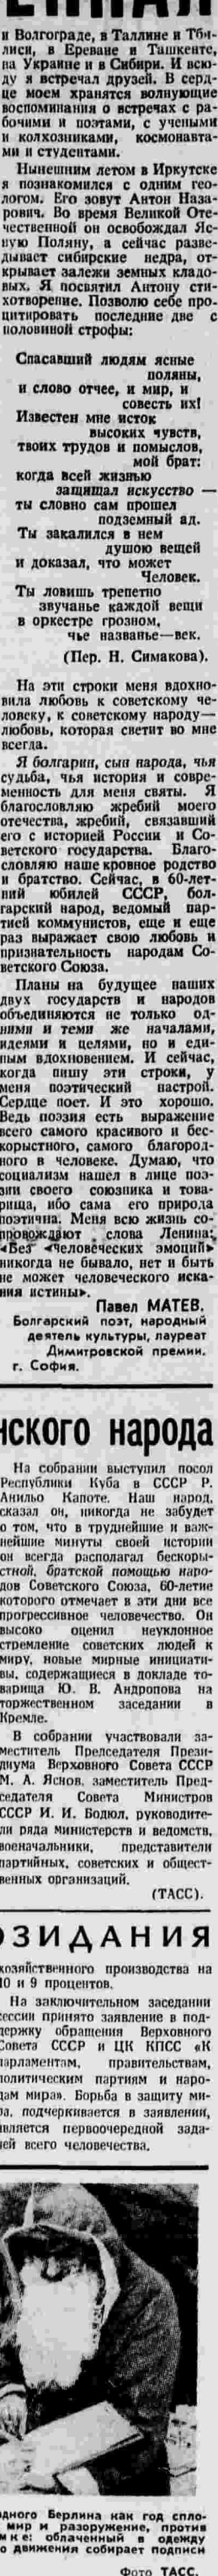 и Волгограде, в Таллине и Тби-
лиси, в Ереване и Ташкенте,
на Украине и в Сибири. И всю-
ду я встречал друзей. В серд-
це моем хранятся волнующие
воспоминания о встречах с ра-
бочими и поэтами, с учеными
и колхозниками, космонавта-
ми и студентами.
Нынешним летом в Иркутске
я познакомился с одним гео-
логом. Его зовут Антон Наза-
рович. Во время Великой Оте-
чественной он освобождал Яс-
ную Поляну, а сейчас разве-
дывает сибирские недра, от-
крывает залежи земных кладо-
вых. Я посвятил Антону сти-
хотворение. Позволю себе про-
цитировать последние две с
половиной строфы:
Спасавший людям ясные
поляны,
и слово отчее, и мир, и
совесть их!
Известен мне исток
высоких чувств,
твоих трудов и помыслов,
мой брат:
когда всей жизнью
защищал искусство —
ты словно сам прошел
подземный ад.
Ты закалился в нем
душою вещей
и доказал, что может
Человек.
Ты ловишь трепетно
звучанье каждой вещи
в оркестре грозном,
чье названье—век.
(Пер. Н. Симакова).
На эти строки меня вдохно-
вила любовь к советскому че-
ловеку, к советскому народу—
любовь, которая светит во мне
всегда.
Я болгарин, сын народа, чья
судьба, чья история и совре-
менность для меня святы. Я
благословляю жребий моего
отечества, жребий, связавший
его с историей России и Со-
ветского государства. Благо-
словляю наше кровное родство
и братство. Сейчас, в 60-лет-
ний юбилей СССР, бол-
гарский народ, ведомый пар-
тией коммунистов, еще и еще
раз выражает свою любовь и
признательность народам Со-
ветского Союза.
Планы на будущее наших
двух государств и народов
объединяются не только од-
ними и теми же началами,
идеями и целями, но и еди-
ным вдохновением. И сейчас,
когда пишу эти строки, у
меня поэтический настрой.
Сердце поет. И это хорошо.
Ведь поэзия есть выражение
всего самого красивого и бес-
корыстного, самого благород-
ного в человеке. Думаю, что
социализм нашел в лице поэ-
зии своего союзника и това-
рища, ибо сама его природа
поэтична. Меня всю жизнь со-
провождают слова Ленина:
«Без «человеческих эмоций»
никогда не бывало, нет и быть
не может человеческого иска-
ния истины».
Павел МАТЕВ.
Болгарский поэт, народный
деятель культуры, лауреат
Димитровской премии.
г. София.
нского народа
На собрании выступил посол
Республики Куба в СССР Р.
Анильо Капоте. Наш народ,
сказал он, никогда не забудет
о том, что в труднейшие и важ-
нейшие минуты своей истории
он всегда располагал бескоры-
стной, братской помощью наро-
дов Советского Союза, 60-летие
которого отмечает в эти дни все
прогрессивное человечество. Он
высоко оценил неуклонное
стремление советских людей к
миру, новые мирные инициати-
вы, содержащиеся в докладе то-
варища Ю. В. Андропова на
торжественном заседании в
Кремле.
В собрании участвовали за-
меститель Председателя Прези-
диума Верховного Совета СССР
М. А. Яснов, заместитель Пред-
седателя Совета Министров
СССР И. И. Бодюл, руководите-
ли ряда министерств и ведомств,
военачальники, представители
партийных, советских и общест-
венных организаций.
(ТАСС).
ОЗИДАНИЯ
хозяйственного производства на
10 и 9 процентов.
На заключительном заседании
сессии принято заявление в под-
держку обращения Верховного
Совета СССР и ЦК КПСС «К
парламентам, правительствам,
политическим партиям и наро-
дам мира». Борьба в защиту ми-
ра, подчеркивается в заявлении,
является первоочередной зада-
чей всего человечества.
дного Берлина как год спло-
мир и разоружение, против
мке: облаченный в одежду
о движения собирает подписи
Фото ТАСС.